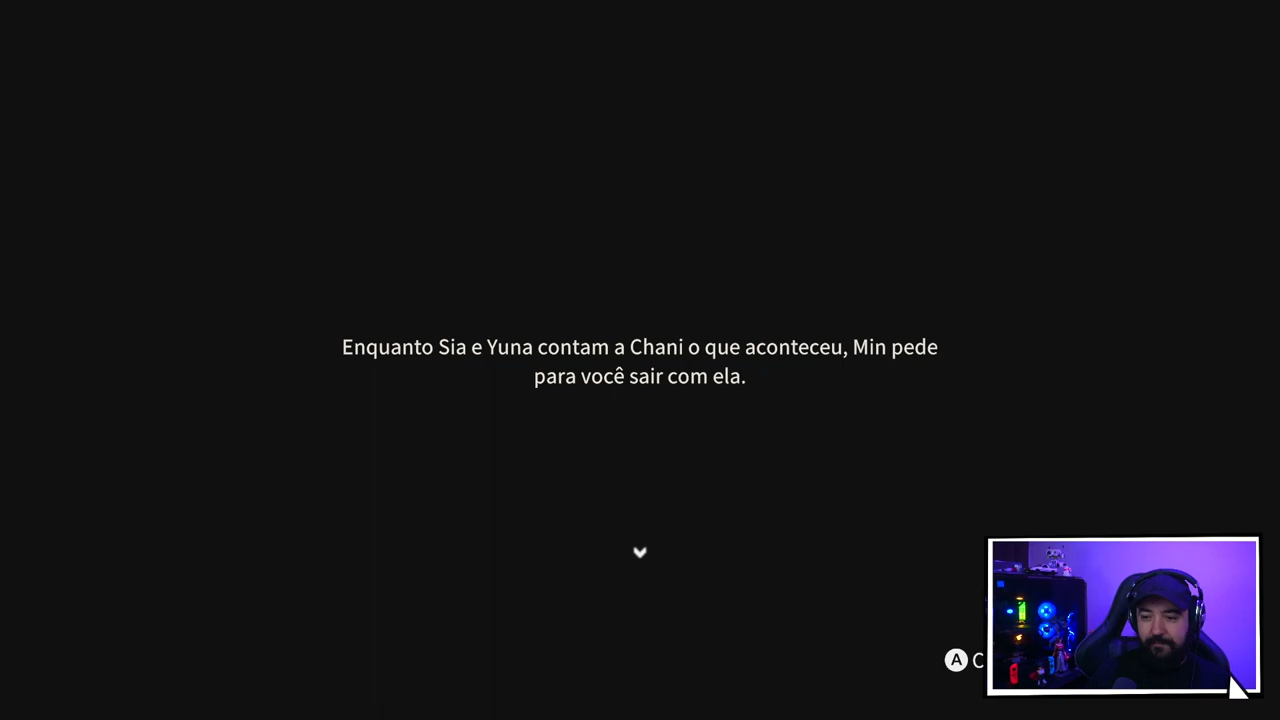 Enquanto Sia e Yuna contam a Chani o que aconteceu, Min pede
para você sair com ela.
A C